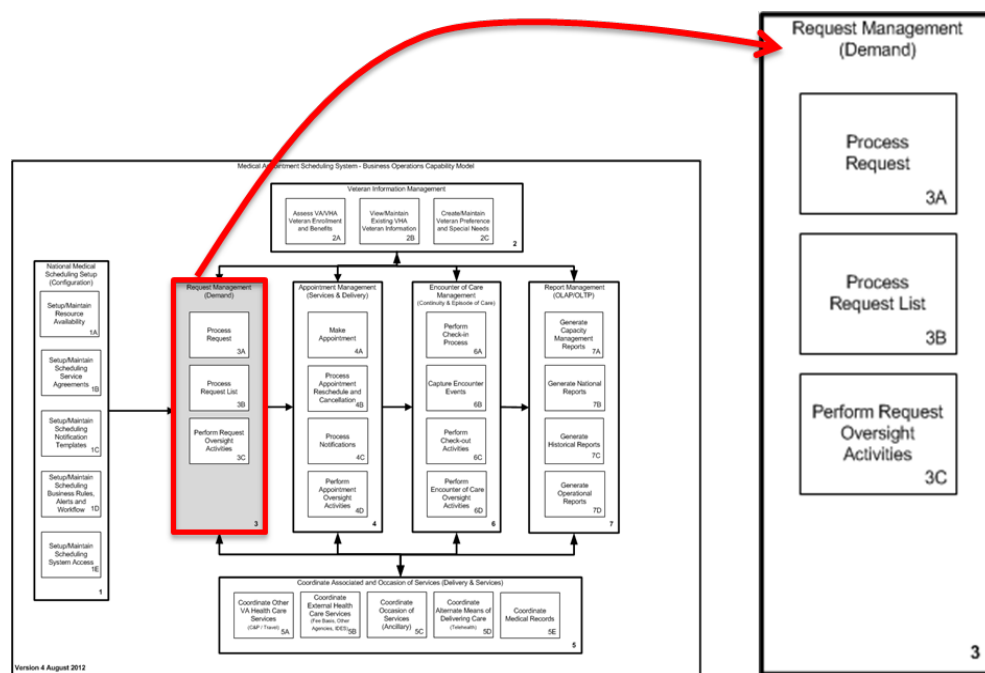 Request Management
(Demand)
Process
Request
3A
Process
Request List
3B
Perform Request
Oversight
Activities
3C
3
Medical Appointment Scheduling System - Business Operations Capability Model
Veteran Information Management
Assess VA/VHA
Veteran Enrollment
and Benefits
2A
View/Maintain
Existing VHA
Veteran Information
2B
Create/Maintain
Veteran Preference
and Special Needs
2C
2
National Medical
Scheduling Setup
(Configuration)
Setup/Maintain
Resource
Availability
1A
Setup/Maintain
Scheduling
Service
Agreements
1B
Setup/Maintain
Scheduling
Notification
Templates
1C
Setup/Maintain
Scheduling
Business Rules,
Alerts and
Workflow
1D
Setup/Maintain
Scheduling
System Access
1E
1
Request Management
(Demand)
Process
Request
3A
Process
Request List
3B
Perform Request
Oversight
Activities
3C
3
Appointment Management
(Services & Delivery)
Make
Appointment
4A
Process
Appointment
Reschedule and
Cancellation
4B
Process
Notifications
4C
Perform
Appointment
Oversight
Activities
4D
4
Encounter of Care
Management
(Continuity & Episode of Care)
Perform
Check-in
Process
6A
Capture Encounter
Events
6B
Perform
Check-out
Activities
6C
Perform
Encounter of Care
Oversight
Activities
6D
6
Report Management
(OLAP/OLTP)
Generate
Capacity
Management
Reports
7A
Generate National
Reports
7B
Generate
Historical Reports
7C
Generate
Operational
Reports
7D
7
Coordinate Associated and Occasion of Services (Delivery & Services)
Coordinate Other
VA Health Care
Services
(C&P / Travel)
5A
Coordinate
External Health
Care Services
(Fee Basis, Other
Agencies, IDES)
5B
Coordinate
Occasion of
Services
(Ancillary)
5C
Coordinate
Alternate Means of
Delivering Care
(Telehealth)
5D
Coordinate
Medical Records
5E
5
Version 4 August 2012